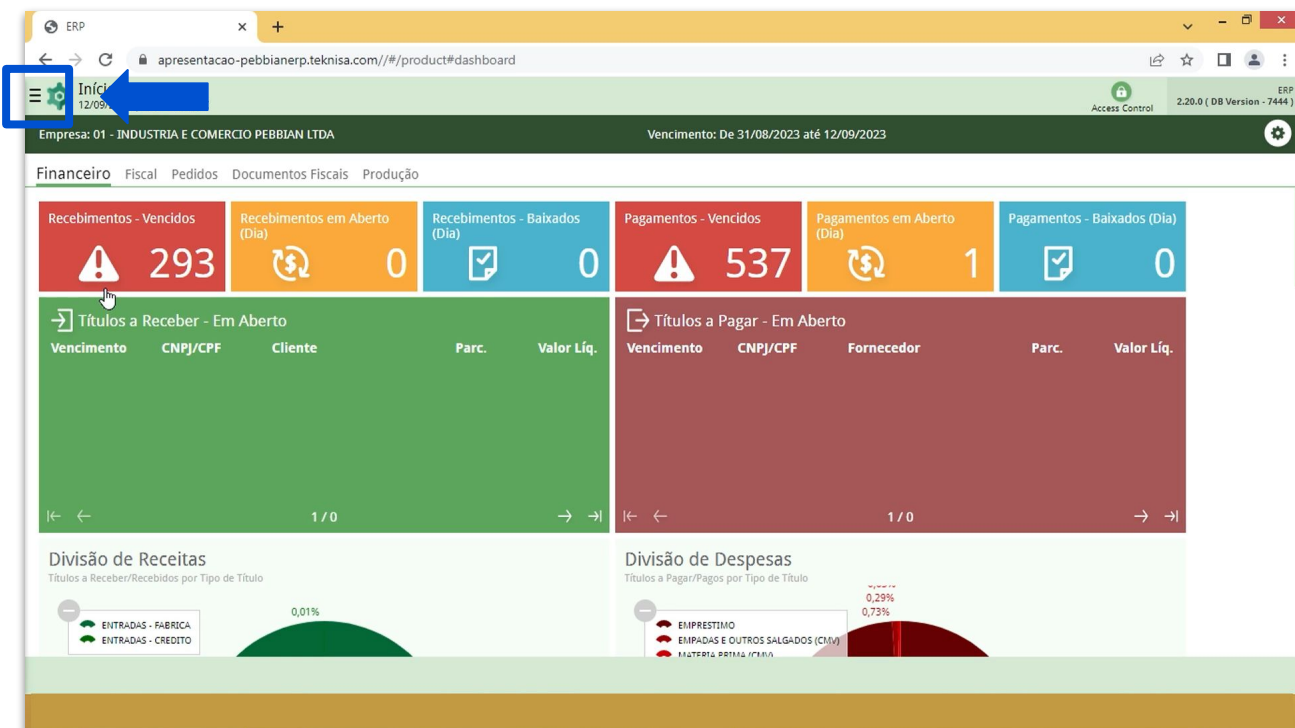 ERP
apresentacao-pebbianerp.teknisa.com//#/product#dashboard
12/09/
Access Control
ERP
2.20.0 ( DB Version - 7444 )
Empresa: 01 - INDUSTRIA E COMERCIO PEBBIAN LTDA
Vencimento: De 31/08/2023 até 12/09/2023
Financeiro Fiscal Pedidos Documentos Fiscais Produção
Recebimentos - Vencidos
293
Recebimentos em Aberto
(Dia)
0
Recebimentos - Baixados
(Dia)
0
Pagamentos - Vencidos
537
Pagamentos em Aberto
(Dia)
1
Pagamentos - Baixados (Dia)
0
Títulos a Receber - Em Aberto
Vencimento CNPJ/CPF Cliente Parc. Valor Líq.
1 / 0
Títulos a Pagar - Em Aberto
Vencimento CNPJ/CPF Fornecedor Parc. Valor Líq.
1 / 0
Divisão de Receitas
Títulos a Receber/Recebidos por Tipo de Título
ENTRADAS - FABRICA
ENTRADAS - CREDITO
0,01%
Divisão de Despesas
Títulos a Pagar/Pagos por Tipo de Título
0,29%
0,73%
EMPRESTIMO
EMPADAS E OUTROS SALGADOS (CMV)
MATERIA PRIMA (CMV)